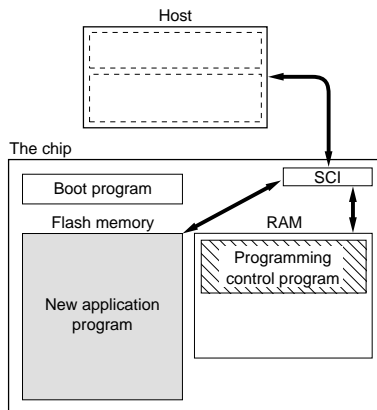 Host
The chip
SCI
Boot program
Flash memory
RAM
Programming
control program
New application
program